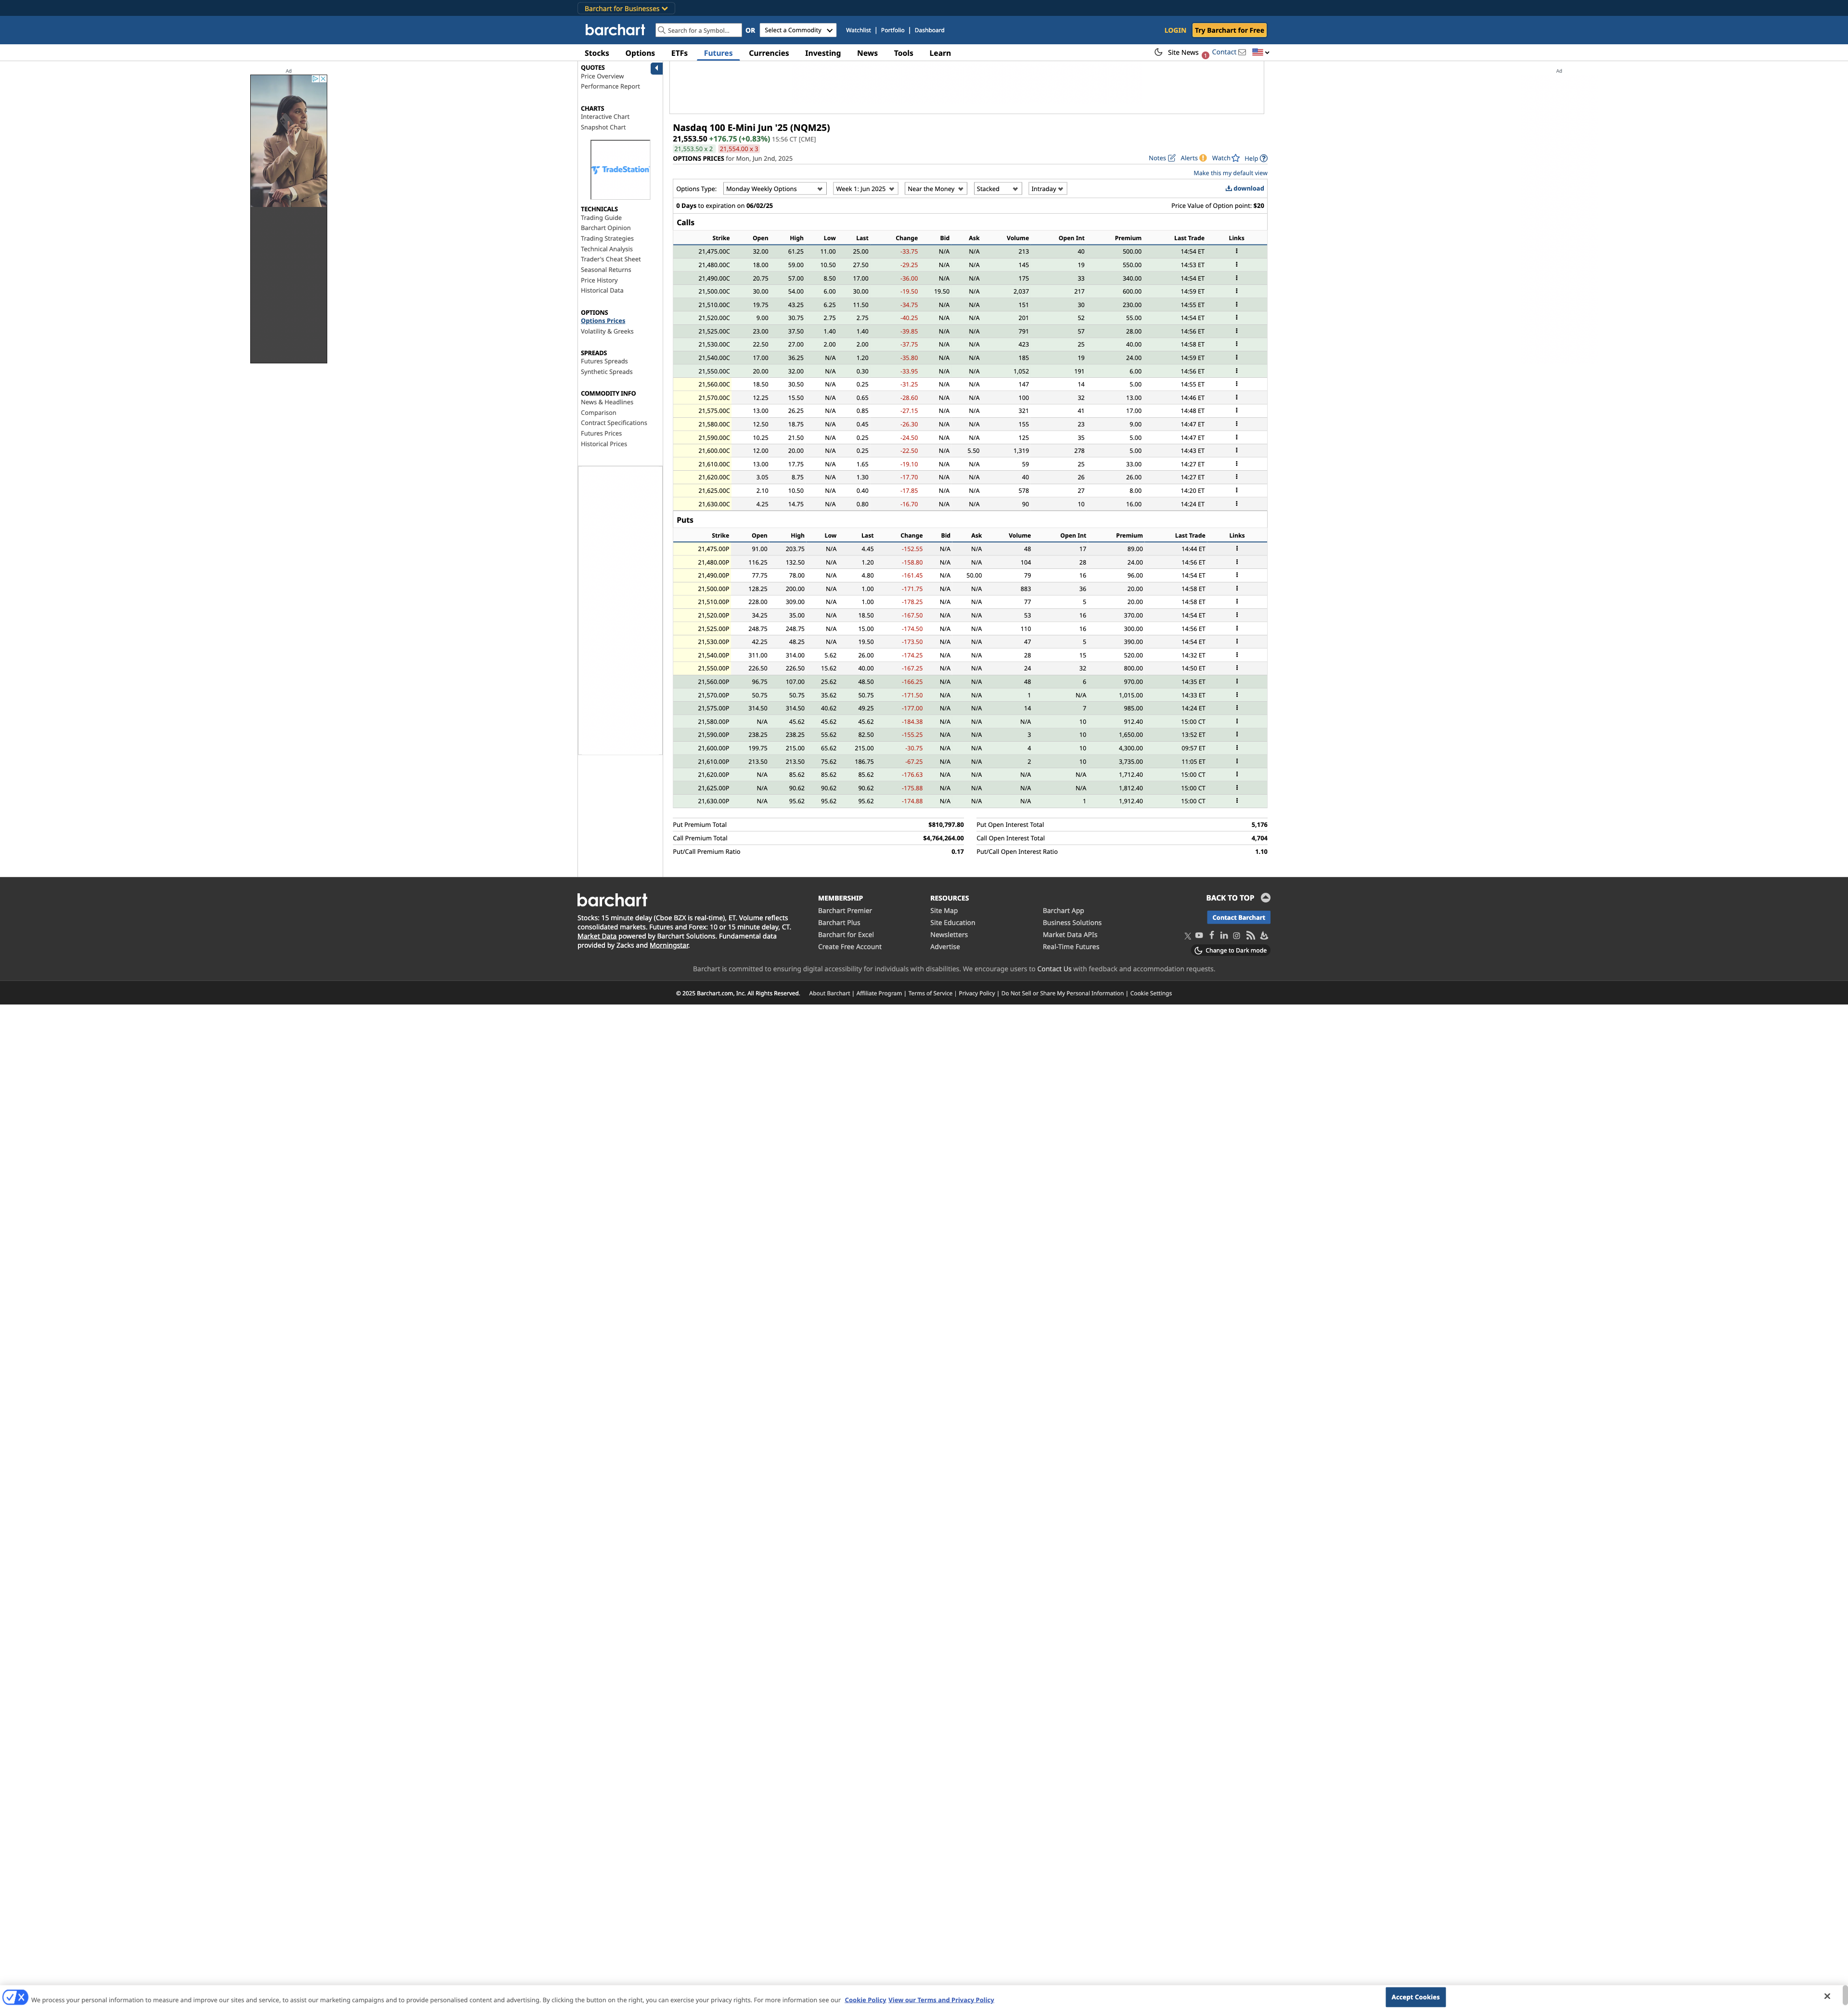 Barchart for Businesses
barchart
Search for a Symbol...
OR
Select a Commodity
Watchlist | Portfolio | Dashboard
LOGIN
Try Barchart for Free
Stocks Options ETFs Futures Currencies Investing News Tools Learn
Site News
Contact
Ad
Ad
QUOTES
Price Overview
Performance Report
CHARTS
Interactive Chart
Snapshot Chart
TradeStation
TECHNICALS
Trading Guide
Barchart Opinion
Trading Strategies
Technical Analysis
Trader's Cheat Sheet
Seasonal Returns
Price History
Historical Data
OPTIONS
Options Prices
Volatility & Greeks
SPREADS
Futures Spreads
Synthetic Spreads
COMMODITY INFO
News & Headlines
Comparison
Contract Specifications
Futures Prices
Historical Prices
Nasdaq 100 E-Mini Jun '25 (NQM25)
21,553.50 +176.75 (+0.83%) 15:56 CT [CME]
21,553.50 x 2 21,554.00 x 3
OPTIONS PRICES for Mon, Jun 2nd, 2025
Notes Alerts Watch Help
Make this my default view
Options Type: Monday Weekly Options Week 1: Jun 2025 Near the Money Stacked Intraday download
0 Days to expiration on 06/02/25 Price Value of Option point: $20
Calls
Strike Open High Low Last Change Bid Ask Volume Open Int Premium Last Trade Links
21,475.00C 32.00 61.25 11.00 25.00 -33.75 N/A N/A 213 40 500.00 14:54 ET
21,480.00C 18.00 59.00 10.50 27.50 -29.25 N/A N/A 145 19 550.00 14:53 ET
21,490.00C 20.75 57.00 8.50 17.00 -36.00 N/A N/A 175 33 340.00 14:54 ET
21,500.00C 30.00 54.00 6.00 30.00 -19.50 19.50 N/A 2,037 217 600.00 14:59 ET
21,510.00C 19.75 43.25 6.25 11.50 -34.75 N/A N/A 151 30 230.00 14:55 ET
21,520.00C 9.00 30.75 2.75 2.75 -40.25 N/A N/A 201 52 55.00 14:54 ET
21,525.00C 23.00 37.50 1.40 1.40 -39.85 N/A N/A 791 57 28.00 14:56 ET
21,530.00C 22.50 27.00 2.00 2.00 -37.75 N/A N/A 423 25 40.00 14:58 ET
21,540.00C 17.00 36.25 N/A 1.20 -35.80 N/A N/A 185 19 24.00 14:59 ET
21,550.00C 20.00 32.00 N/A 0.30 -33.95 N/A N/A 1,052 191 6.00 14:56 ET
21,560.00C 18.50 30.50 N/A 0.25 -31.25 N/A N/A 147 14 5.00 14:55 ET
21,570.00C 12.25 15.50 N/A 0.65 -28.60 N/A N/A 100 32 13.00 14:46 ET
21,575.00C 13.00 26.25 N/A 0.85 -27.15 N/A N/A 321 41 17.00 14:48 ET
21,580.00C 12.50 18.75 N/A 0.45 -26.30 N/A N/A 155 23 9.00 14:47 ET
21,590.00C 10.25 21.50 N/A 0.25 -24.50 N/A N/A 125 35 5.00 14:47 ET
21,600.00C 12.00 20.00 N/A 0.25 -22.50 N/A 5.50 1,319 278 5.00 14:43 ET
21,610.00C 13.00 17.75 N/A 1.65 -19.10 N/A N/A 59 25 33.00 14:27 ET
21,620.00C 3.05 8.75 N/A 1.30 -17.70 N/A N/A 40 26 26.00 14:27 ET
21,625.00C 2.10 10.50 N/A 0.40 -17.85 N/A N/A 578 27 8.00 14:20 ET
21,630.00C 4.25 14.75 N/A 0.80 -16.70 N/A N/A 90 10 16.00 14:24 ET
Puts
Strike Open High Low Last Change Bid Ask Volume Open Int Premium Last Trade Links
21,475.00P 91.00 203.75 N/A 4.45 -152.55 N/A N/A 48 17 89.00 14:44 ET
21,480.00P 116.25 132.50 N/A 1.20 -158.80 N/A N/A 104 28 24.00 14:56 ET
21,490.00P 77.75 78.00 N/A 4.80 -161.45 N/A 50.00 79 16 96.00 14:54 ET
21,500.00P 128.25 200.00 N/A 1.00 -171.75 N/A N/A 883 36 20.00 14:58 ET
21,510.00P 228.00 309.00 N/A 1.00 -178.25 N/A N/A 77 5 20.00 14:58 ET
21,520.00P 34.25 35.00 N/A 18.50 -167.50 N/A N/A 53 16 370.00 14:54 ET
21,525.00P 248.75 248.75 N/A 15.00 -174.50 N/A N/A 110 16 300.00 14:56 ET
21,530.00P 42.25 48.25 N/A 19.50 -173.50 N/A N/A 47 5 390.00 14:54 ET
21,540.00P 311.00 314.00 5.62 26.00 -174.25 N/A N/A 28 15 520.00 14:32 ET
21,550.00P 226.50 226.50 15.62 40.00 -167.25 N/A N/A 24 32 800.00 14:50 ET
21,560.00P 96.75 107.00 25.62 48.50 -166.25 N/A N/A 48 6 970.00 14:35 ET
21,570.00P 50.75 50.75 35.62 50.75 -171.50 N/A N/A 1 N/A 1,015.00 14:33 ET
21,575.00P 314.50 314.50 40.62 49.25 -177.00 N/A N/A 14 7 985.00 14:24 ET
21,580.00P N/A 45.62 45.62 45.62 -184.38 N/A N/A N/A 10 912.40 15:00 CT
21,590.00P 238.25 238.25 55.62 82.50 -155.25 N/A N/A 3 10 1,650.00 13:52 ET
21,600.00P 199.75 215.00 65.62 215.00 -30.75 N/A N/A 4 10 4,300.00 09:57 ET
21,610.00P 213.50 213.50 75.62 186.75 -67.25 N/A N/A 2 10 3,735.00 11:05 ET
21,620.00P N/A 85.62 85.62 85.62 -176.63 N/A N/A N/A N/A 1,712.40 15:00 CT
21,625.00P N/A 90.62 90.62 90.62 -175.88 N/A N/A N/A N/A 1,812.40 15:00 CT
21,630.00P N/A 95.62 95.62 95.62 -174.88 N/A N/A N/A 1 1,912.40 15:00 CT
Put Premium Total $810,797.80 Put Open Interest Total 5,176
Call Premium Total $4,764,264.00 Call Open Interest Total 4,704
Put/Call Premium Ratio 0.17 Put/Call Open Interest Ratio 1.10
barchart
Stocks: 15 minute delay (Cboe BZX is real-time), ET. Volume reflects
consolidated markets. Futures and Forex: 10 or 15 minute delay, CT.
Market Data powered by Barchart Solutions. Fundamental data
provided by Zacks and Morningstar.
MEMBERSHIP
Barchart Premier
Barchart Plus
Barchart for Excel
Create Free Account
RESOURCES
Site Map
Site Education
Newsletters
Advertise
Barchart App
Business Solutions
Market Data APIs
Real-Time Futures
BACK TO TOP
Contact Barchart
Change to Dark mode
Barchart is committed to ensuring digital accessibility for individuals with disabilities. We encourage users to Contact Us with feedback and accommodation requests.
© 2025 Barchart.com, Inc. All Rights Reserved. About Barchart | Affiliate Program | Terms of Service | Privacy Policy | Do Not Sell or Share My Personal Information | Cookie Settings
We process your personal information to measure and improve our sites and service, to assist our marketing campaigns and to provide personalised content and advertising. By clicking the button on the right, you can exercise your privacy rights. For more information see our Cookie Policy View our Terms and Privacy Policy
Accept Cookies